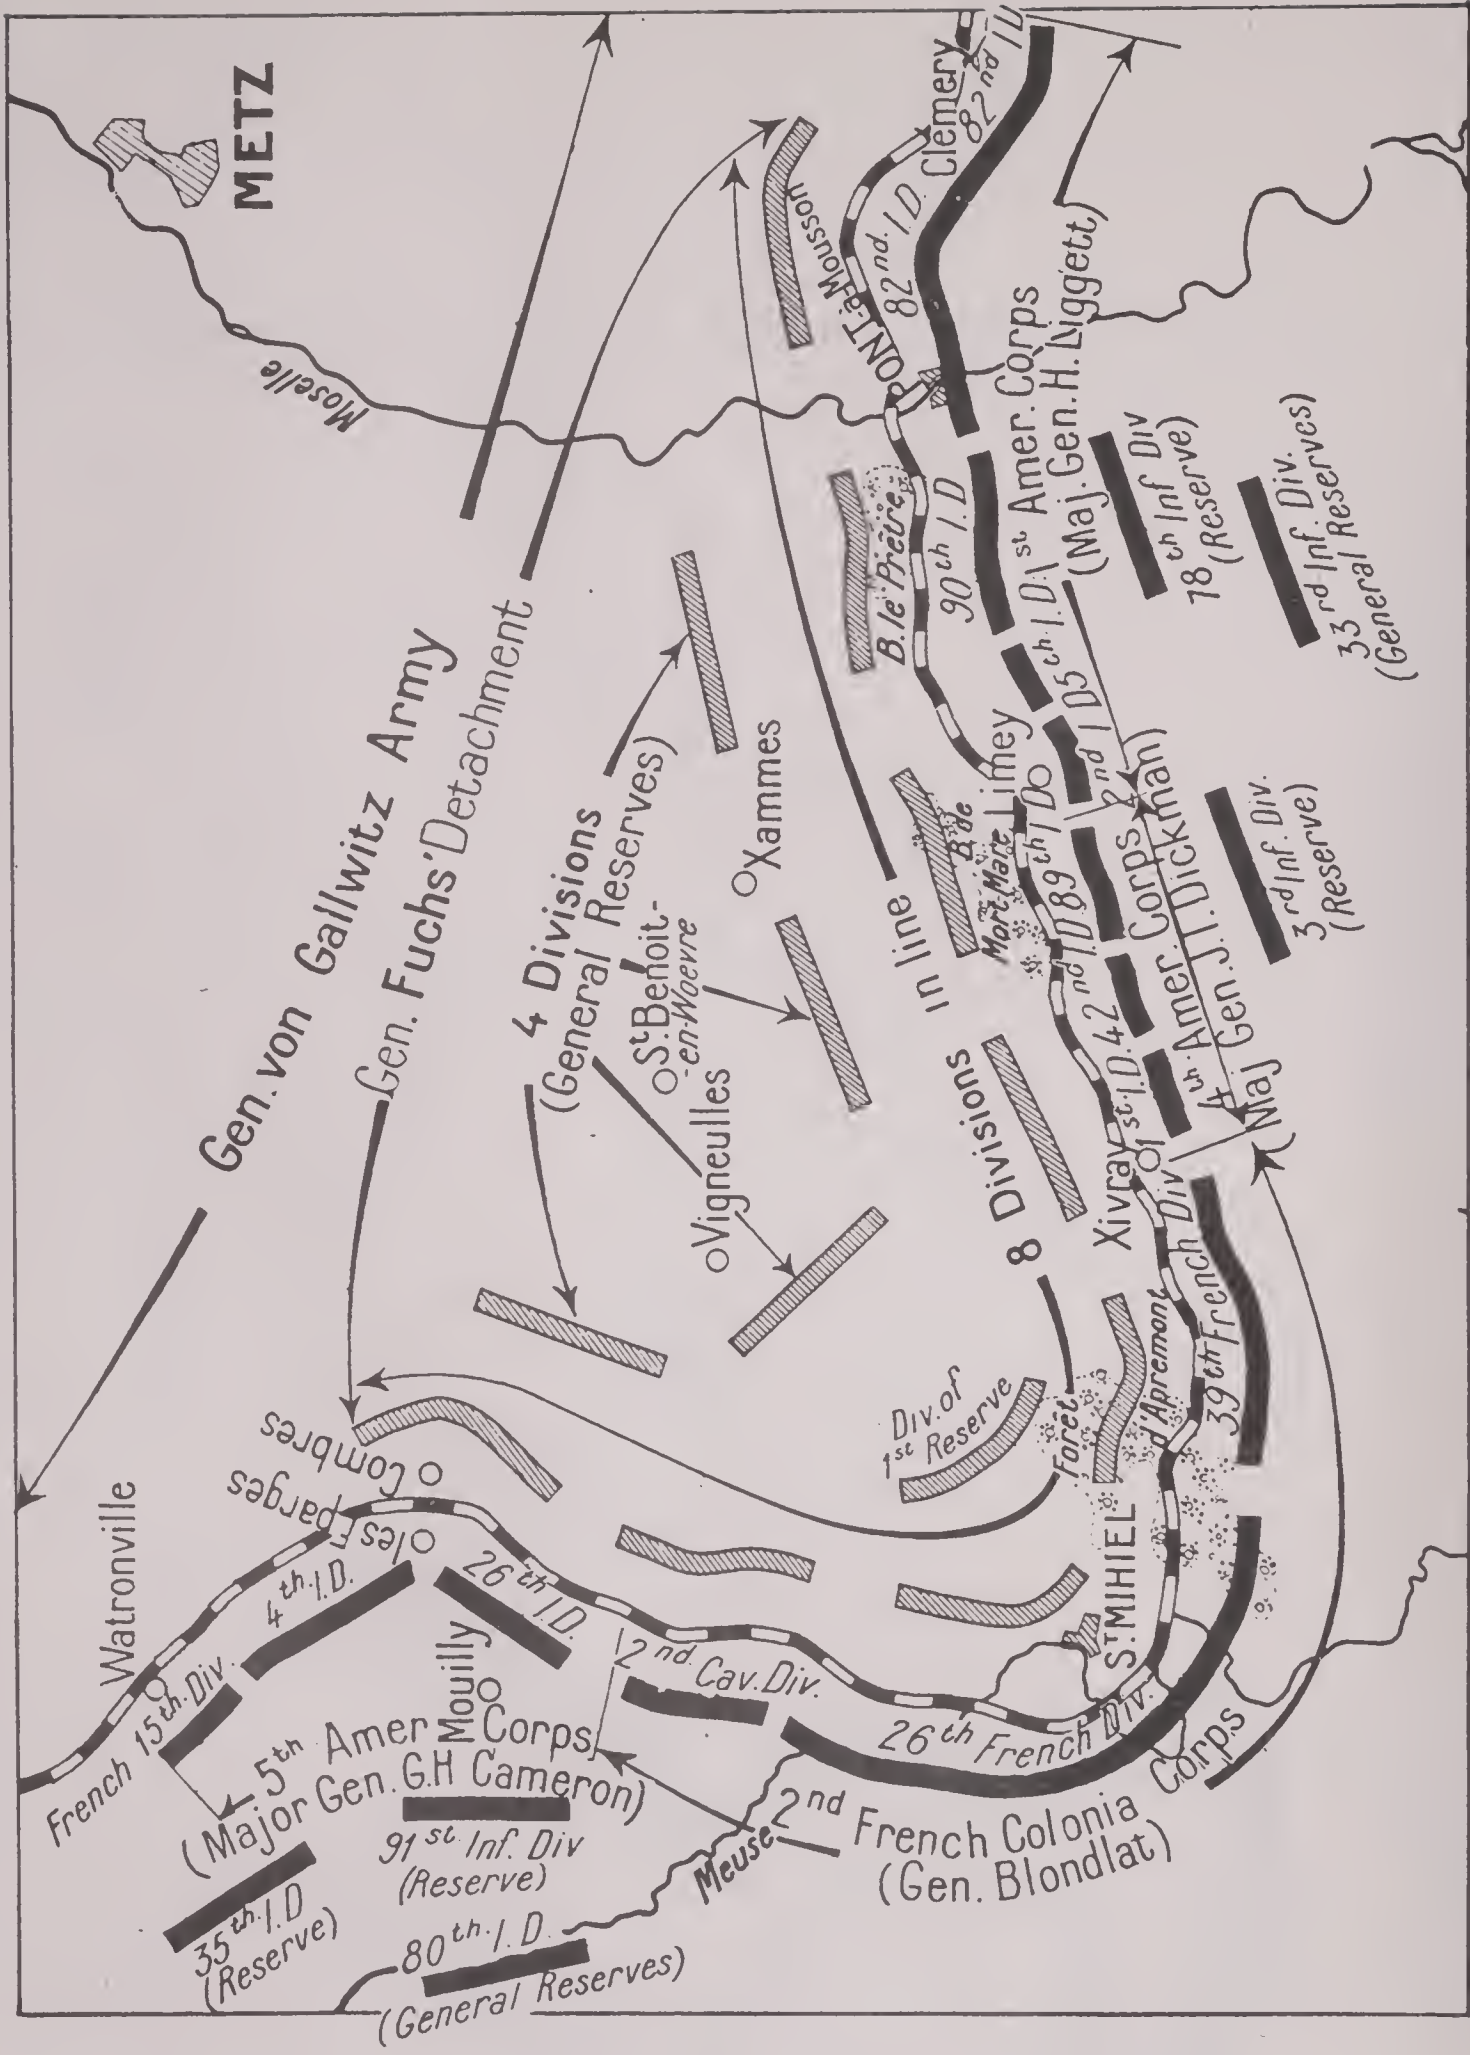 METZ
Moselle
Gen. von Gallwitz Army
Gen. Fuchs' Detachment
4 Divisions
(General Reserves)
St. Benoit-
-en-Woevre
Xammes
Vigneulles
8 Divisions In line
Div. of
1st Reserve
Combres
les Eparges
Watronville
Mouilly
St MIHIEL
Forêt
d'Apremont
Xivray
B. de
Mort Mare
Limey
B. le Prêtre
PONT-à-Mousson
Clémery
82nd I.D.
82nd I.D
90th I.D
5th I.D.
2nd I D
89th I D
42nd I.D.
1st I.D.
39th French Div
26th French Div.
2nd Cav. Div.
26th I.D.
4th I.D.
French 15th Div.
1st Amer. Corps
(Maj. Gen. H. Liggett)
78th Inf Div
(Reserve)
33rd Inf. Div.
(General Reserves)
4th Amer. Corps
(Maj Gen. J.T. Dickman)
3rd Inf. Div.
(Reserve)
5th Amer Corps
(Major Gen. G.H Cameron)
91st Inf. Div
(Reserve)
35th I.D
(Reserve)
80th I.D.
(General Reserves)
Meuse
2nd French Colonia Corps
(Gen. Blondlat)